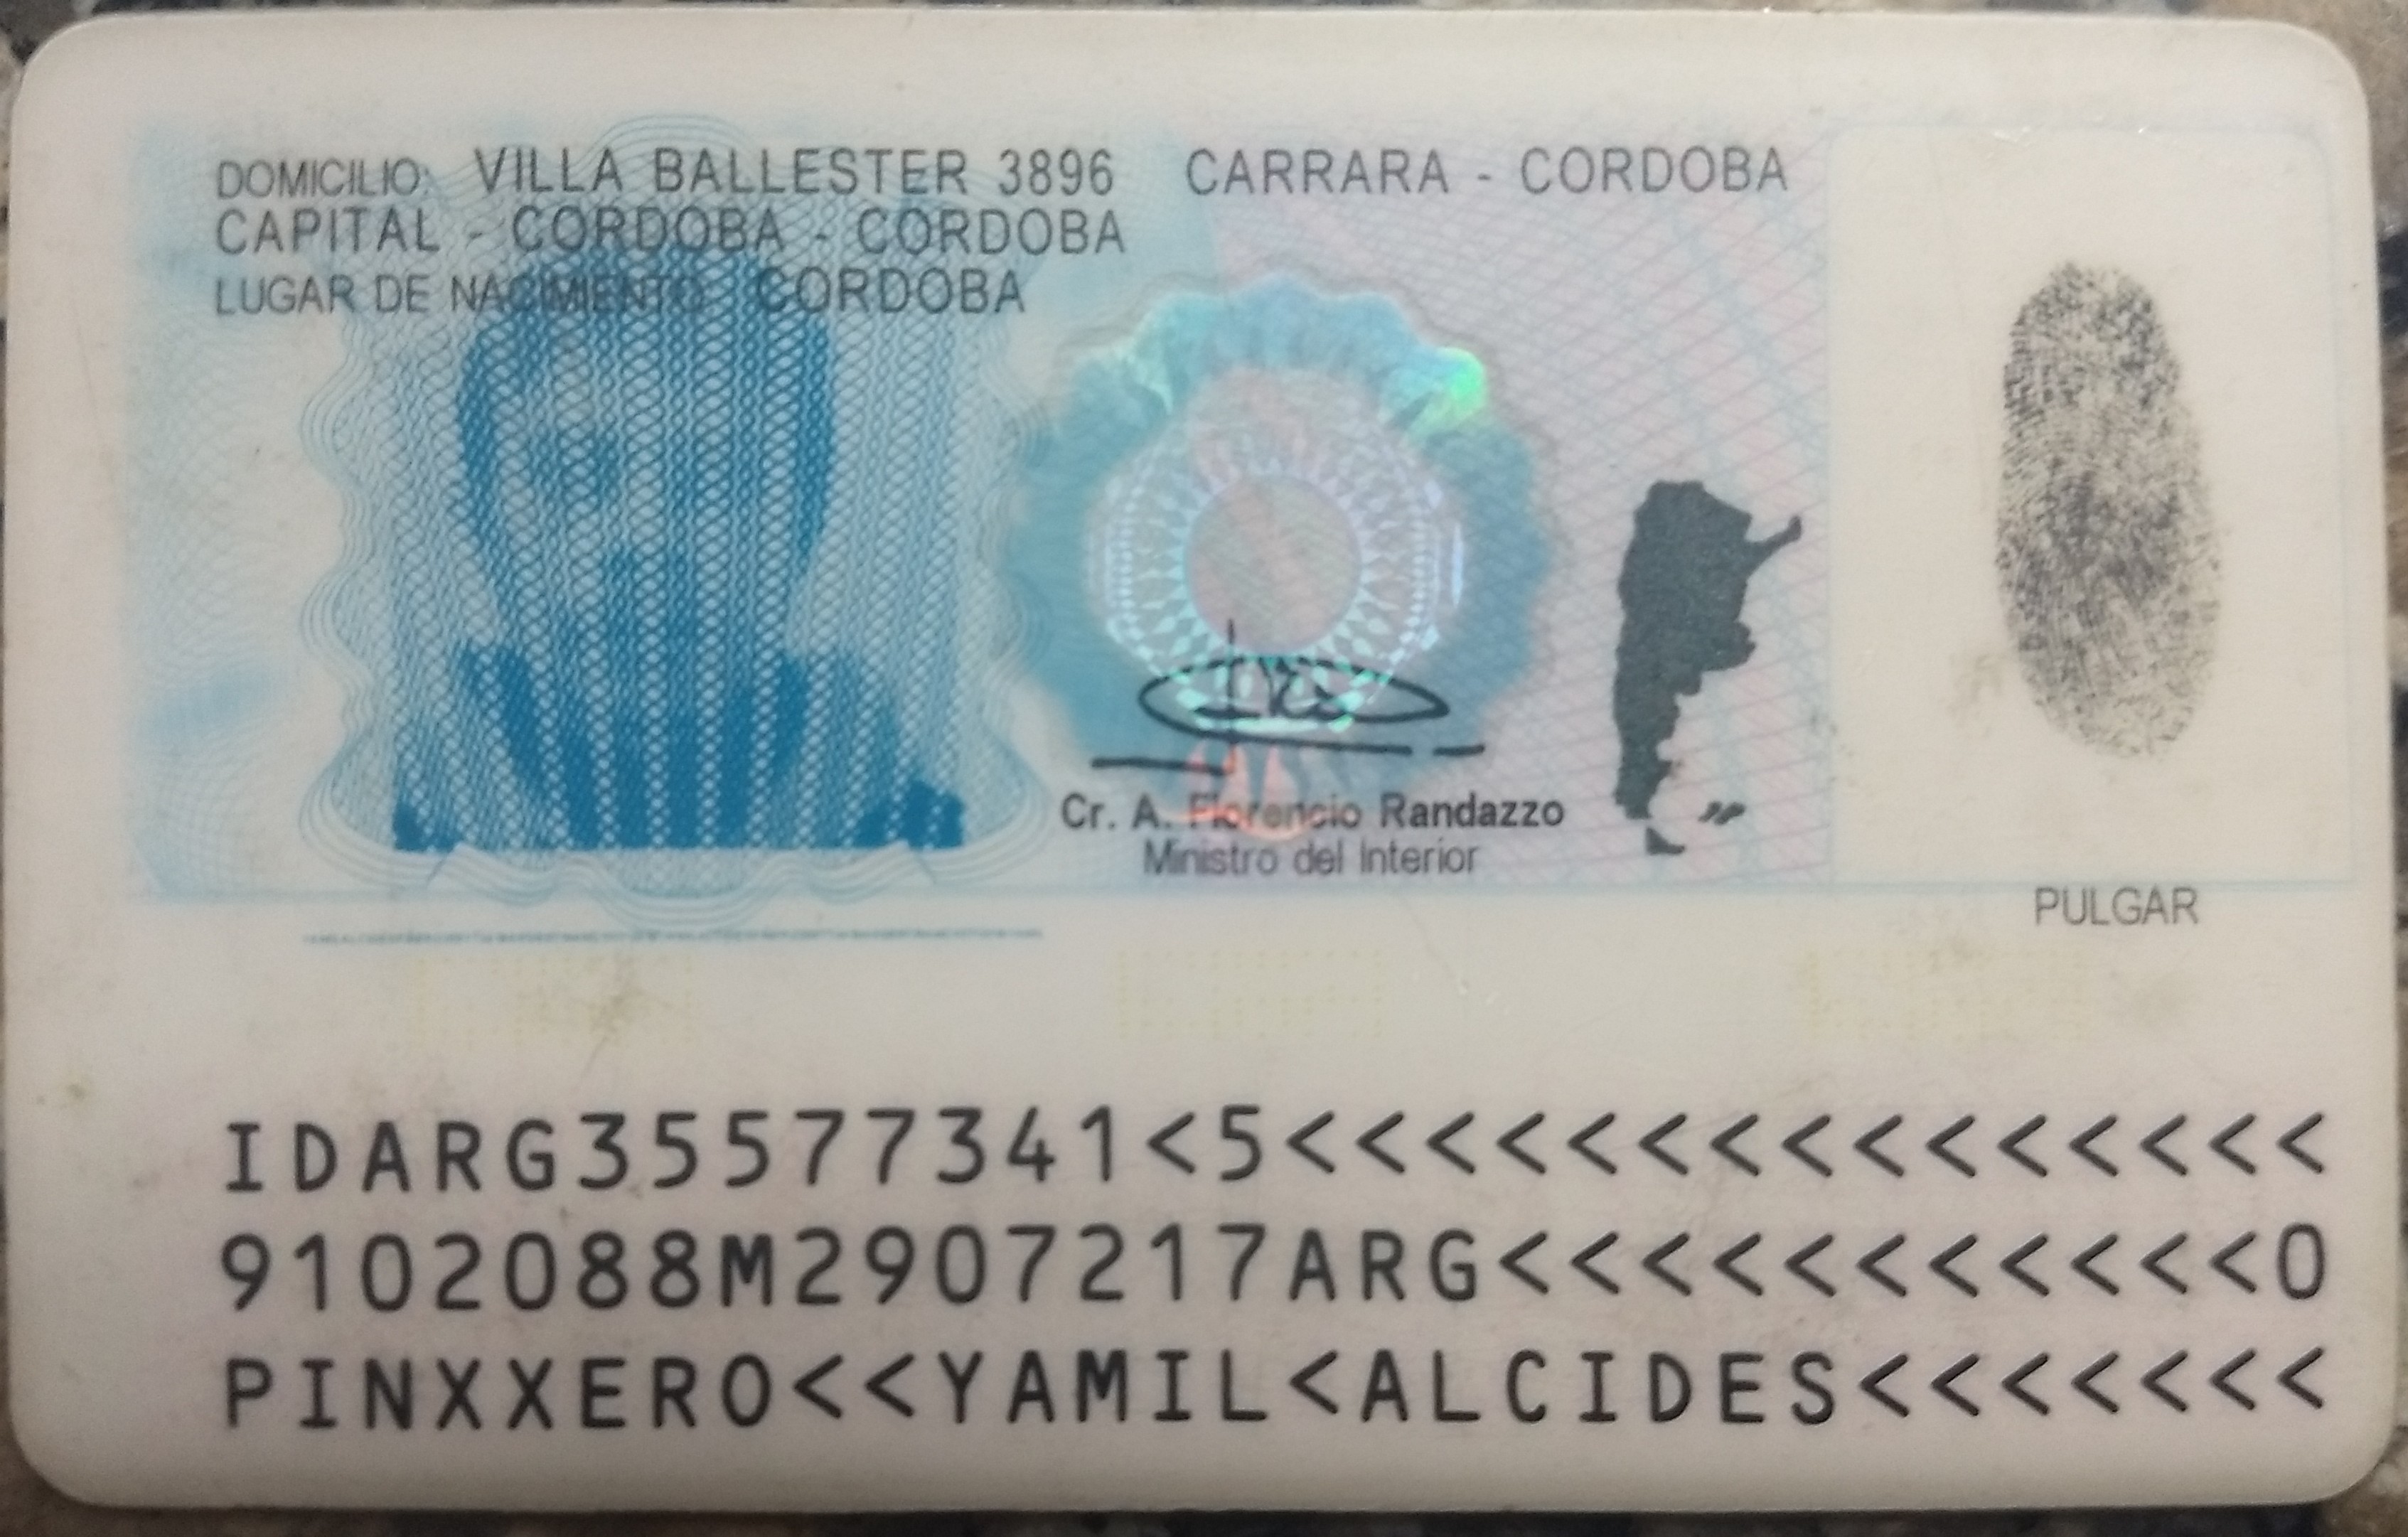 DOMICILIO: VILLA BALLESTER 3896 CARRARA - CORDOBA
CAPITAL - CORDOBA - CORDOBA
LUGAR DE NACIMIENTO: CORDOBA
Cr. A. Florencio Randazzo
Ministro del Interior
PULGAR
IDARG35577341<5<<<<<<<<<<<<<<<
9102088M2907217ARG<<<<<<<<<<<0
PINXXERO<<YAMIL<ALCIDES<<<<<<<